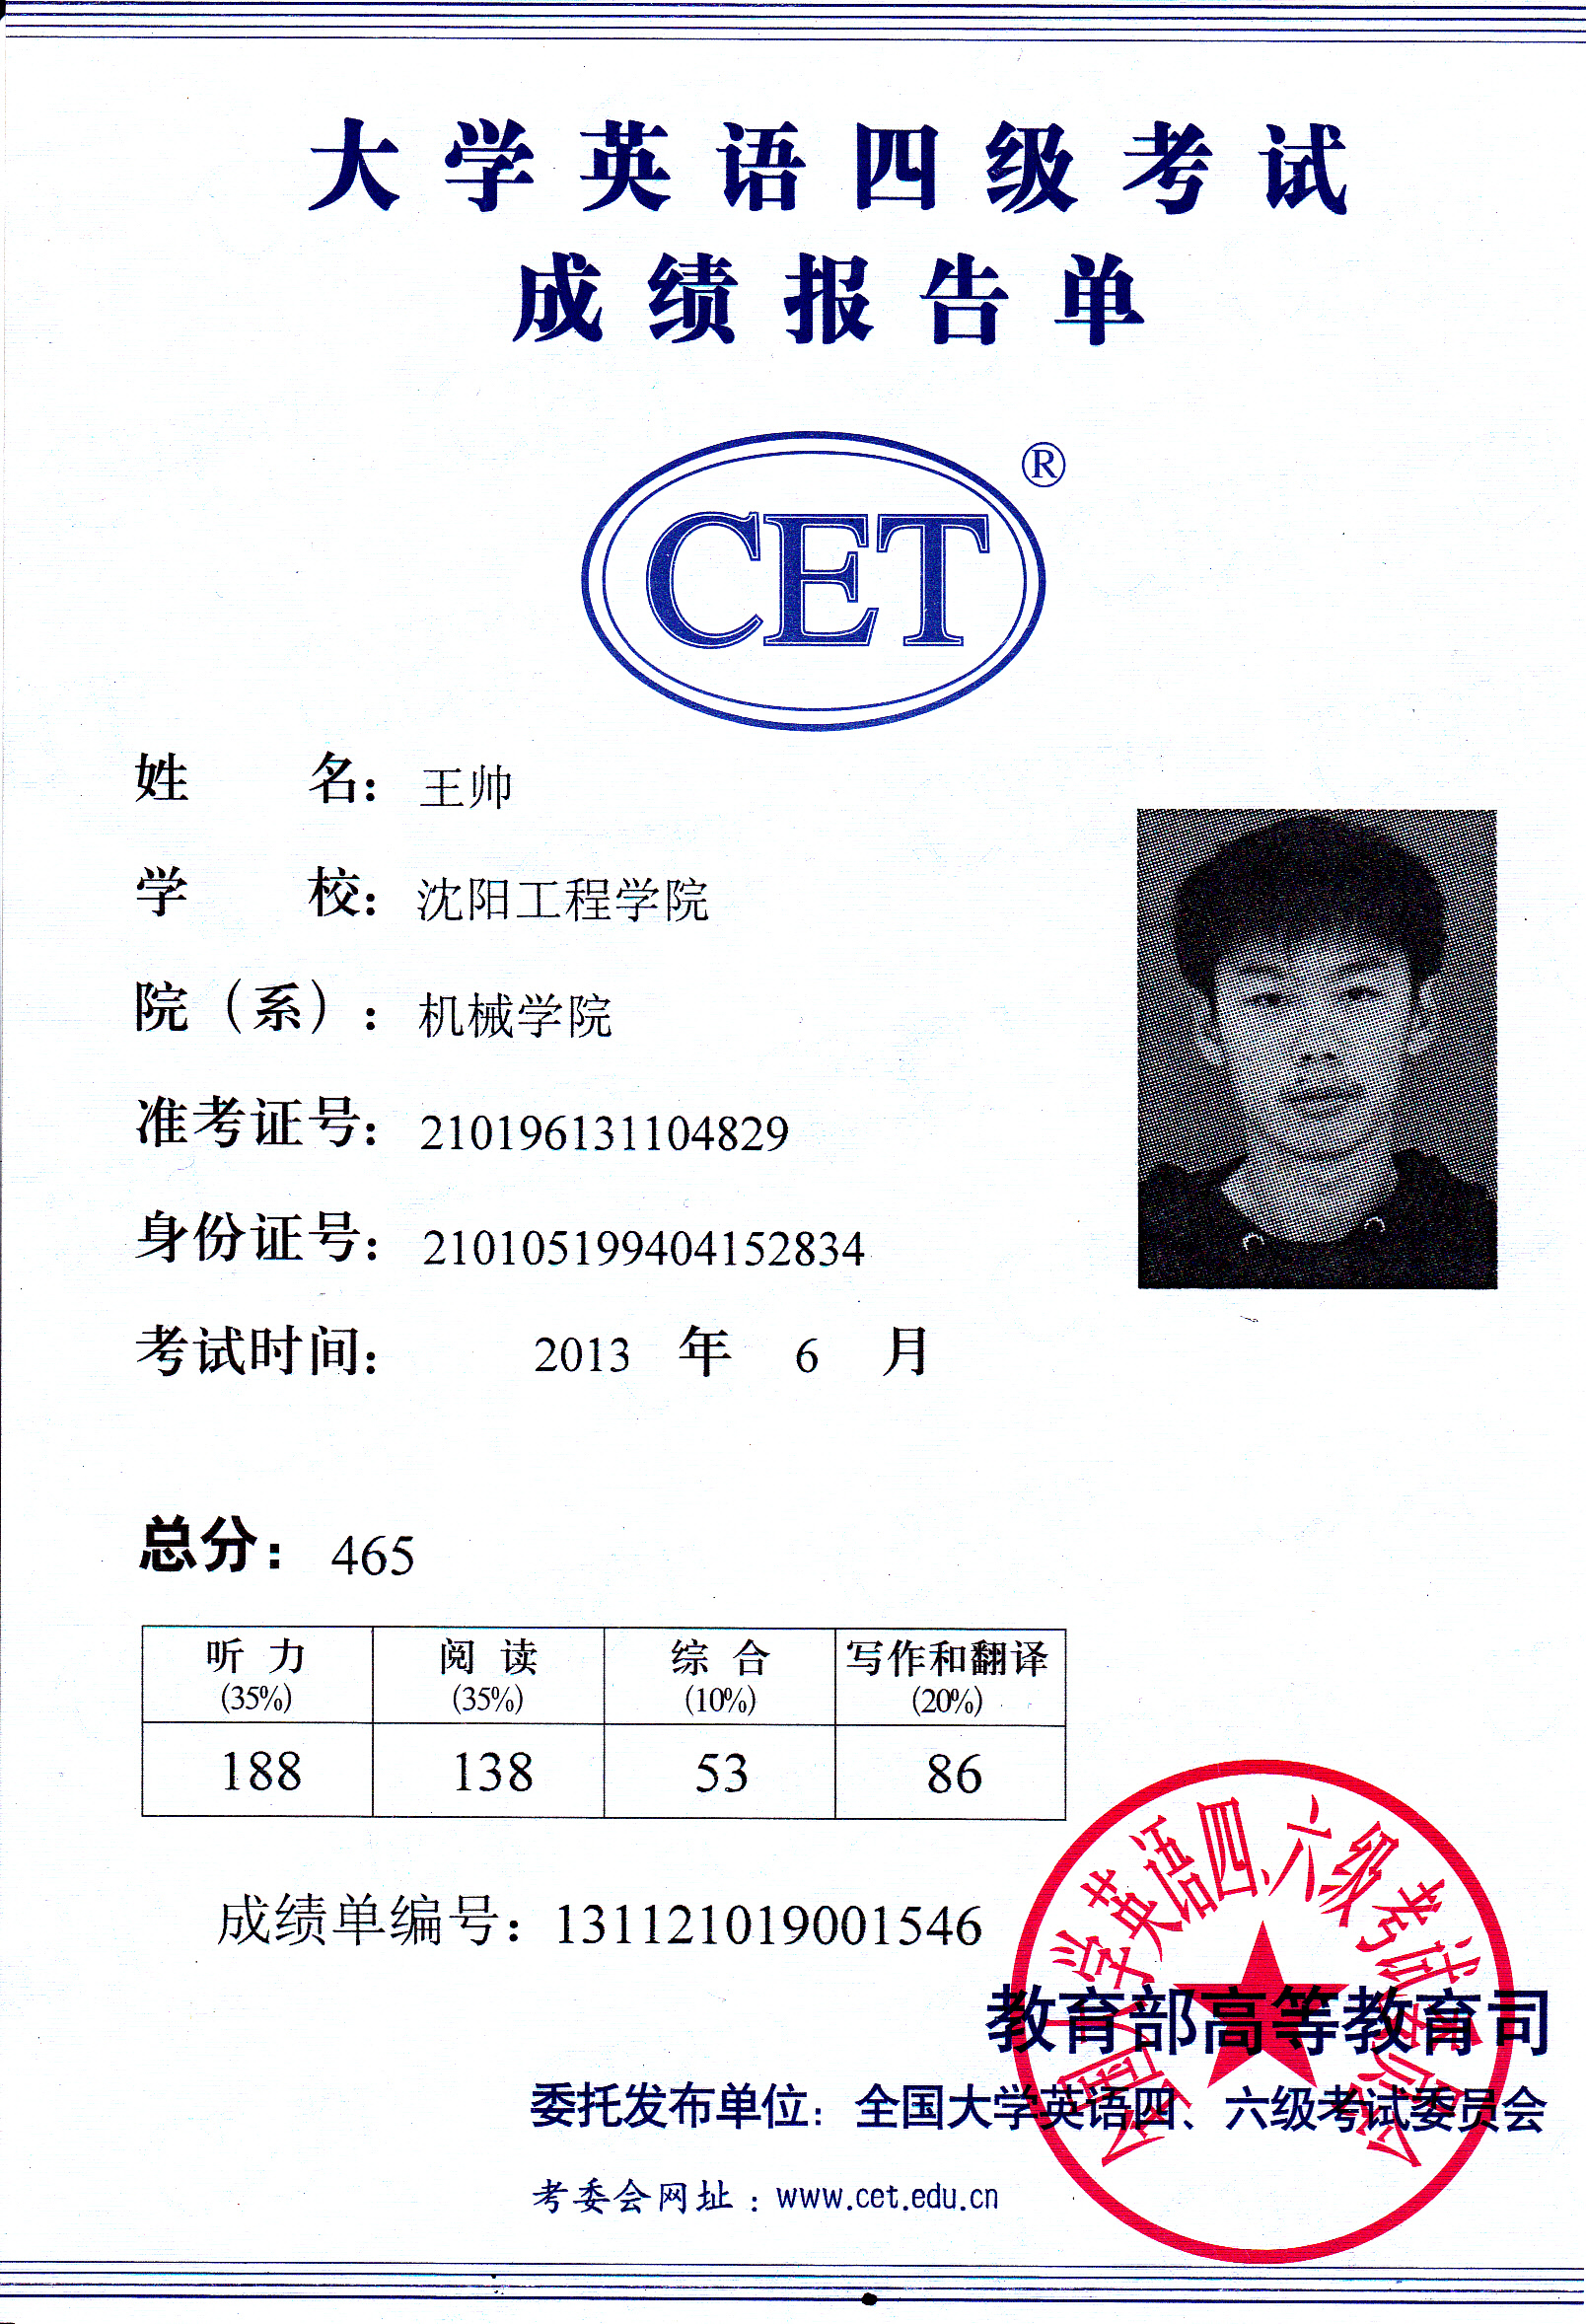 大学英语四级考试
成绩报告单
CET®
姓名：王帅
学校：沈阳工程学院
院（系）：机械学院
准考证号：210196131104829
身份证号：210105199404152834
考试时间：2013 年 6 月
总分：465
听力 阅读 综合 写作和翻译
(35%) (35%) (10%) (20%)
188 138 53 86
成绩单编号：131121019001546
教育部高等教育司
委托发布单位：全国大学英语四、六级考试委员会
考委会网址：www.cet.edu.cn
全国大学英语四、六级考试委员会